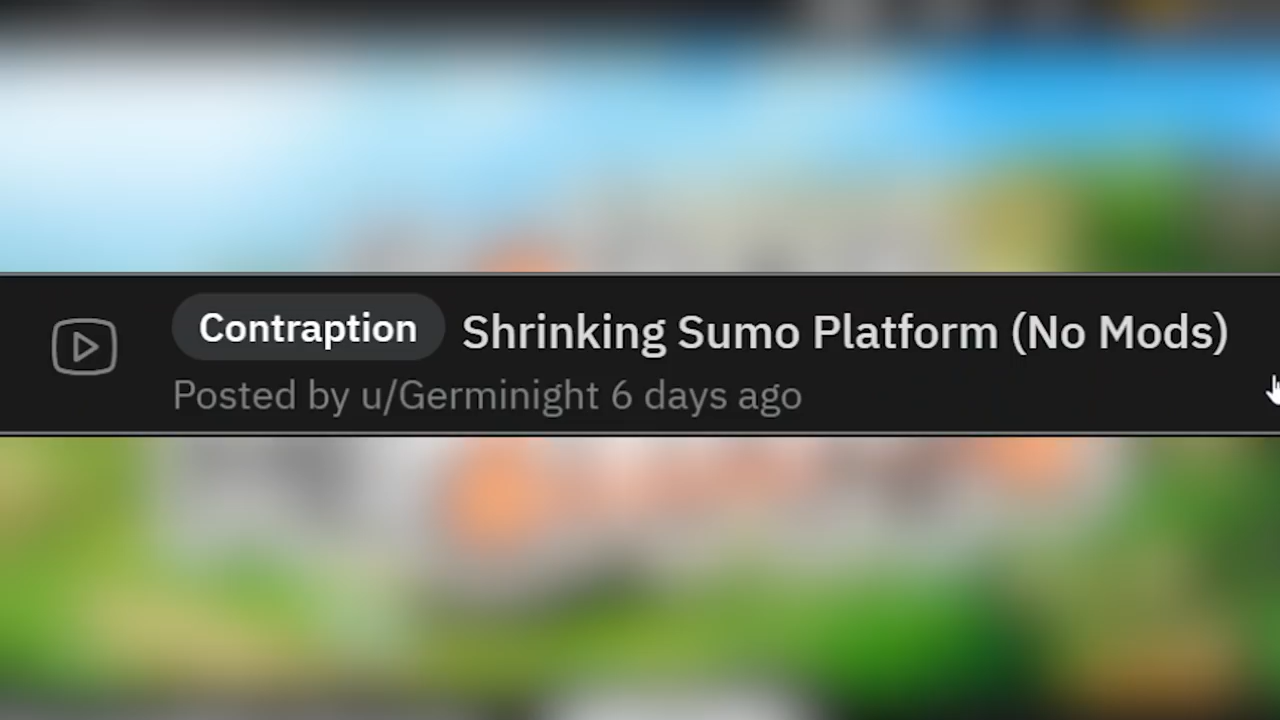 Contraption Shrinking Sumo Platform (No Mods)
Posted by u/Germinight 6 days ago